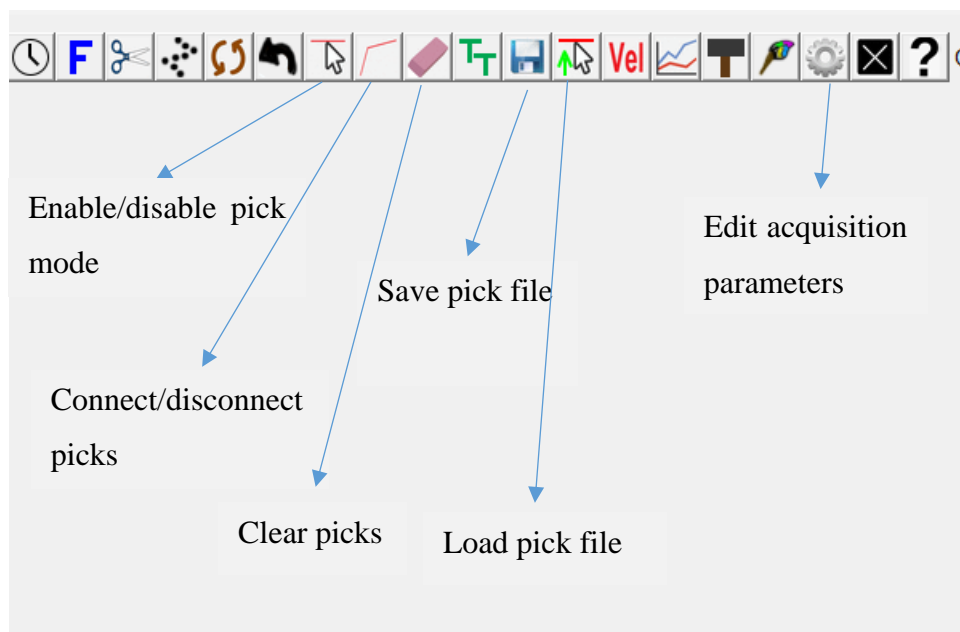 F TT Vel ?
Enable/disable pick
mode
Save pick file
Edit acquisition
parameters
Connect/disconnect
picks
Clear picks
Load pick file